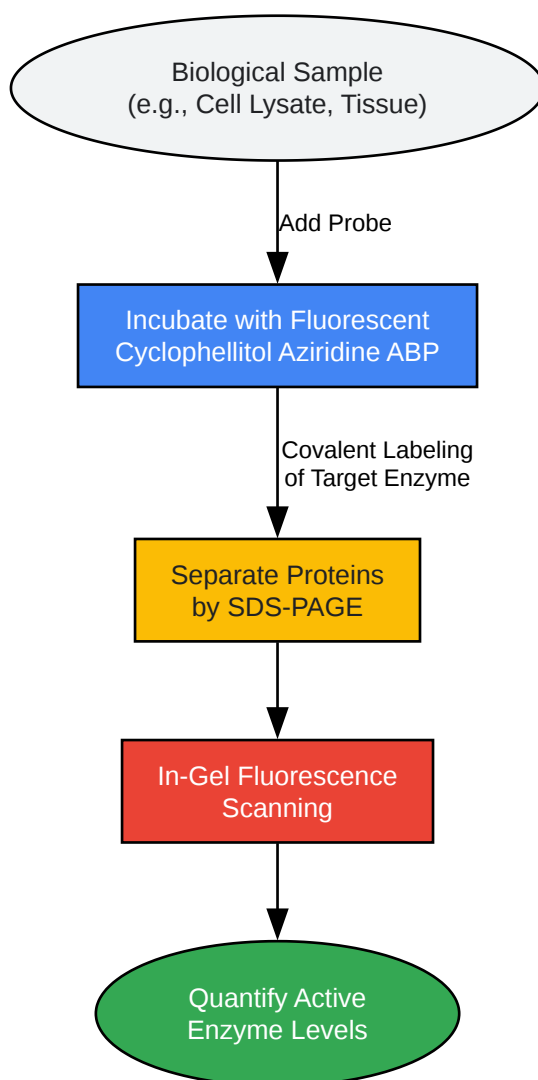 Biological Sample
(e.g., Cell Lysate, Tissue)
Add Probe
Incubate with Fluorescent
Cyclophellitol Aziridine ABP
Covalent Labeling
of Target Enzyme
Separate Proteins
by SDS-PAGE
In-Gel Fluorescence
Scanning
Quantify Active
Enzyme Levels